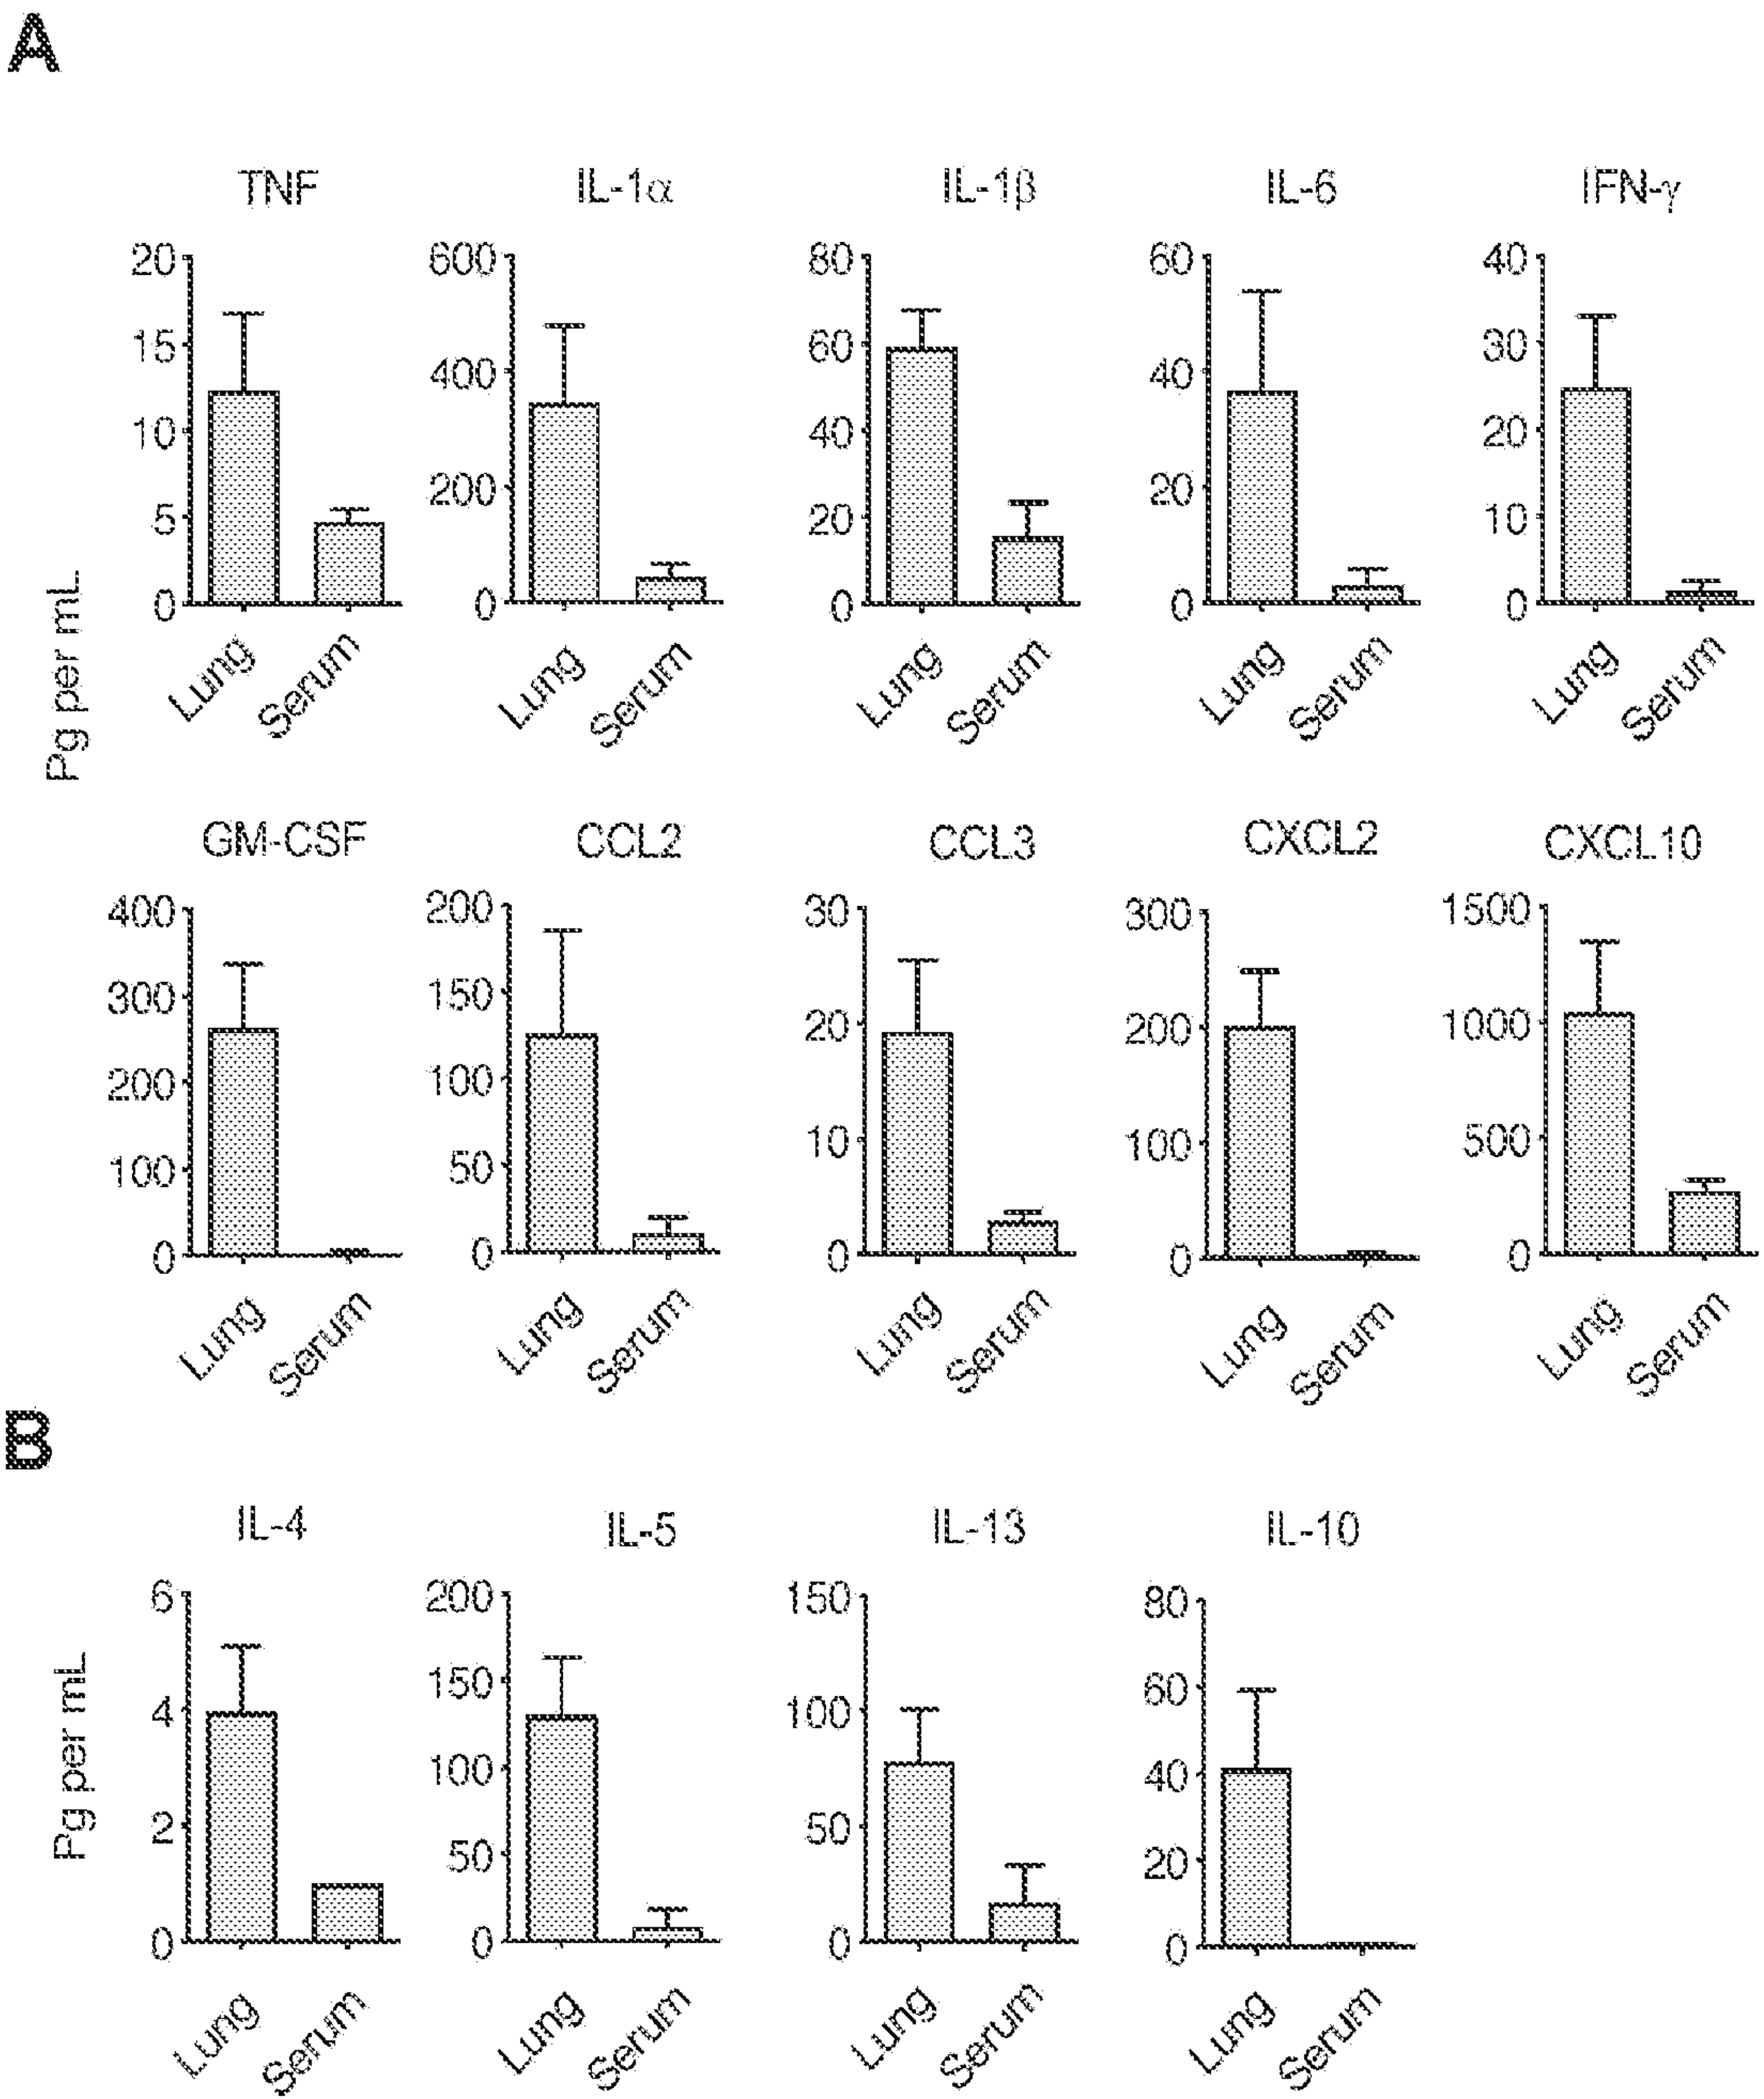 A
TNF IL-1α IL-1β IL-6 IFN-γ
20 600 80 60 40
15 400 60 40 30
10 200 40 20 20
5 0 20 0 10
0 0 0
Pg per mL
Lung Serum Lung Serum Lung Serum Lung Serum Lung Serum
GM-CSF CCL2 CCL3 CXCL2 CXCL10
400 200 30 300 1500
300 150 20 200 1000
200 100 10 100 500
100 50 0 0 0
0 0
Lung Serum Lung Serum Lung Serum Lung Serum Lung Serum
B
IL-4 IL-5 IL-13 IL-10
6 200 150 80
4 150 100 60
2 100 50 40
0 50 0 20
0 0
Pg per mL
Lung Serum Lung Serum Lung Serum Lung Serum